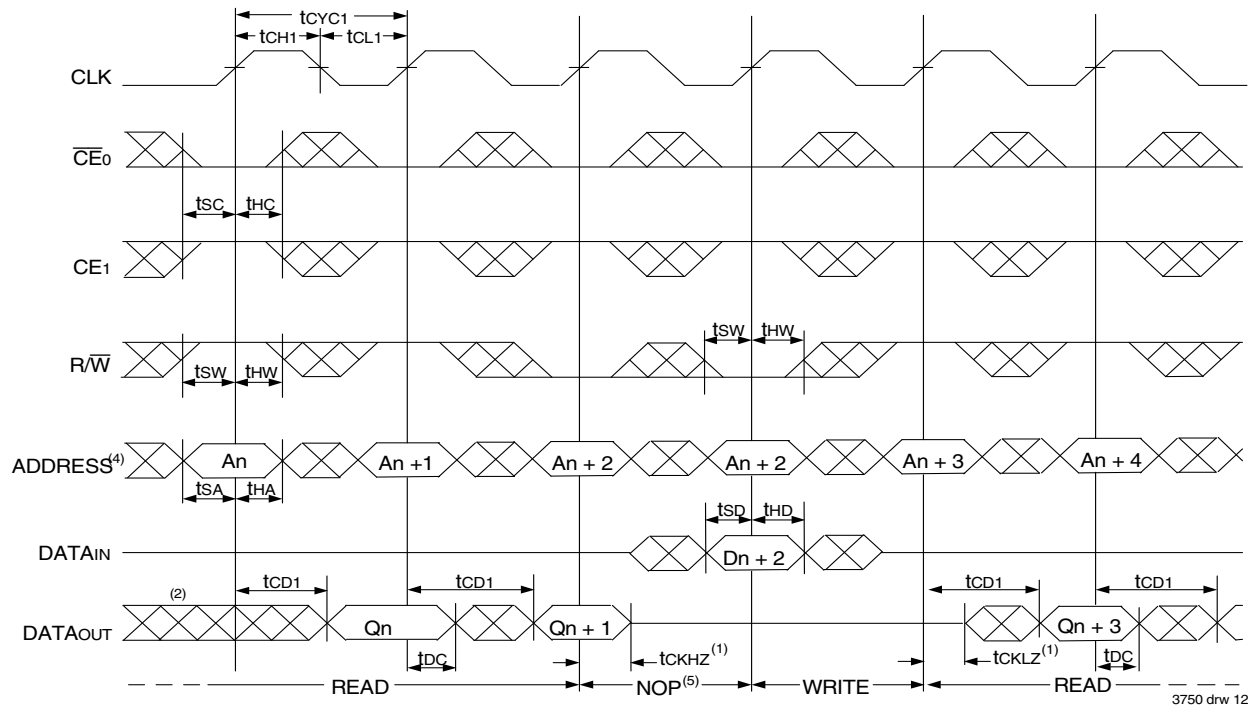 tCYC1
tCH1 tCL1
CLK
CE0
tSC tHC
CE1
tSW tHW
R/W
tSW tHW
ADDRESS(4) An An +1 An + 2 An + 2 An + 3 An + 4
tSA tHA
tSD tHD
DATAIN Dn + 2
tCD1 tCD1 tCD1 tCD1
(2)
DATAOUT Qn Qn + 1 Qn + 3
tDC tCKHZ(1) tCKLZ(1) tDC
READ NOP(5) WRITE READ
3750 drw 12